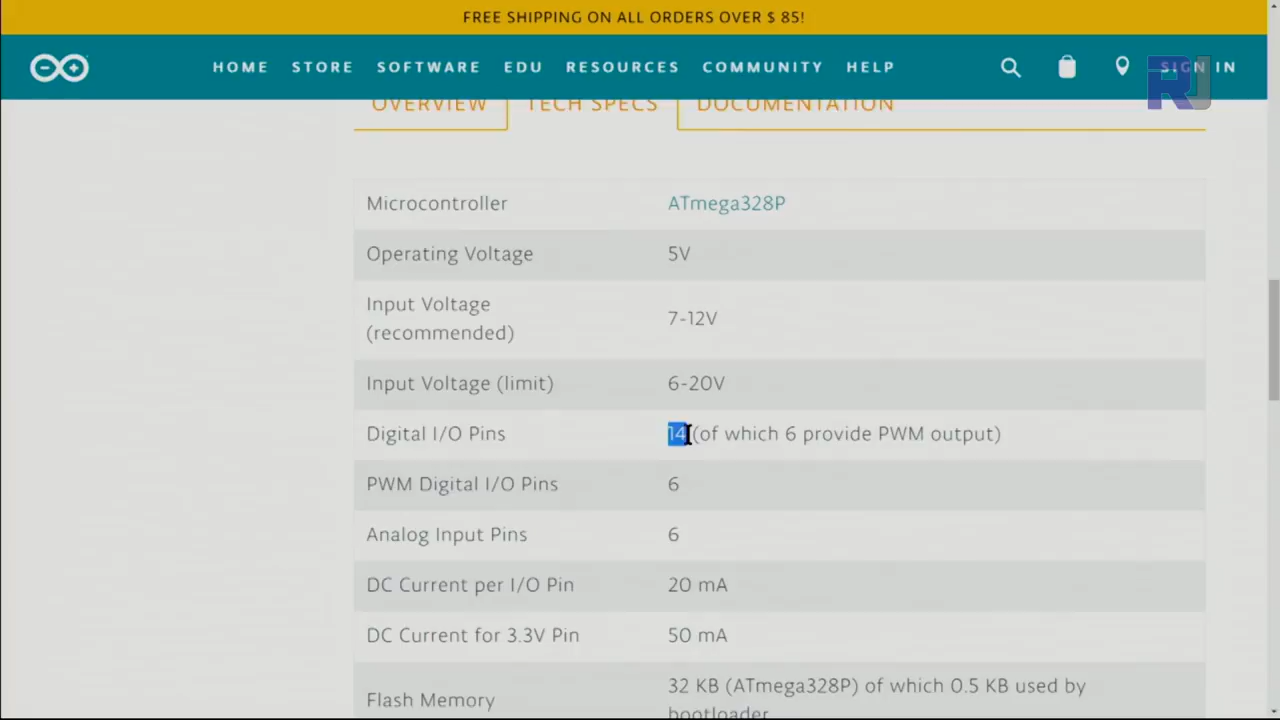 FREE SHIPPING ON ALL ORDERS OVER $ 85!
HOME STORE SOFTWARE EDU RESOURCES COMMUNITY HELP SIGN IN
RJ
OVERVIEW TECH SPECS DOCUMENTATION
Microcontroller ATmega328P
Operating Voltage 5V
Input Voltage
(recommended) 7-12V
Input Voltage (limit) 6-20V
Digital I/O Pins 14 (of which 6 provide PWM output)
PWM Digital I/O Pins 6
Analog Input Pins 6
DC Current per I/O Pin 20 mA
DC Current for 3.3V Pin 50 mA
Flash Memory 32 KB (ATmega328P) of which 0.5 KB used by
bootloader